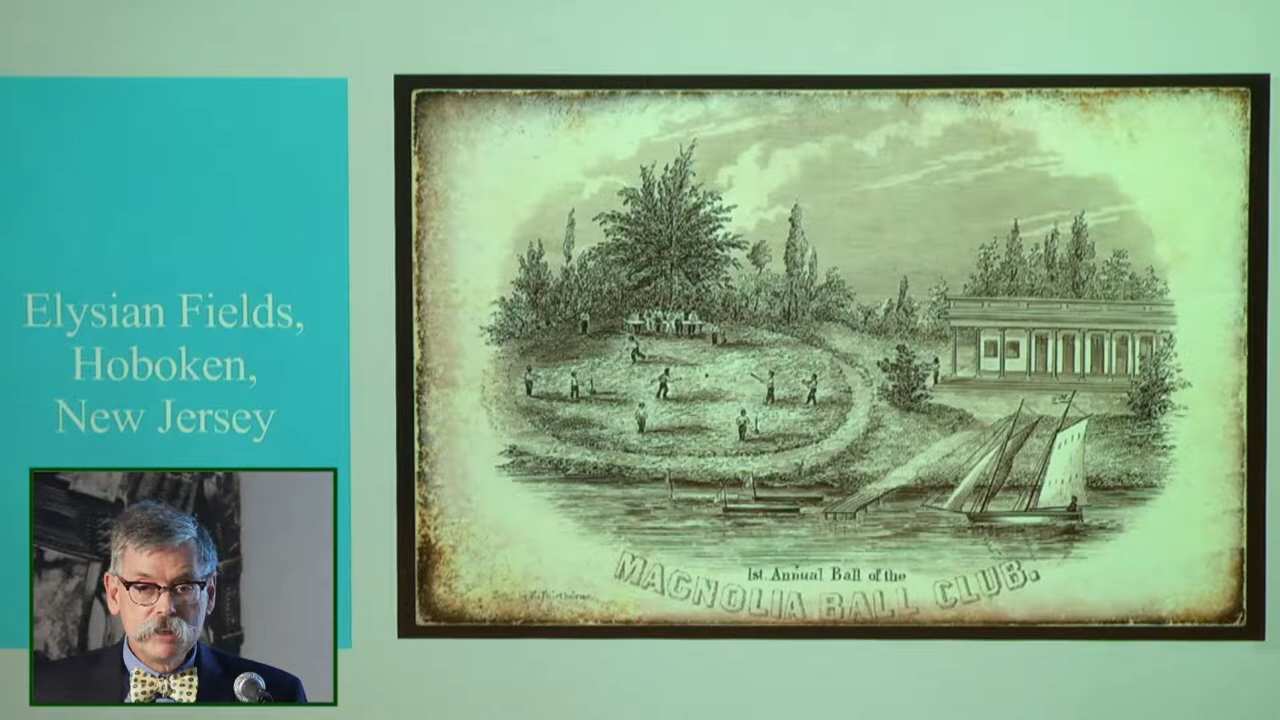 Elysian Fields,
Hoboken,
New Jersey
1st. Annual Ball of the
MAGNOLIA BALL CLUB.